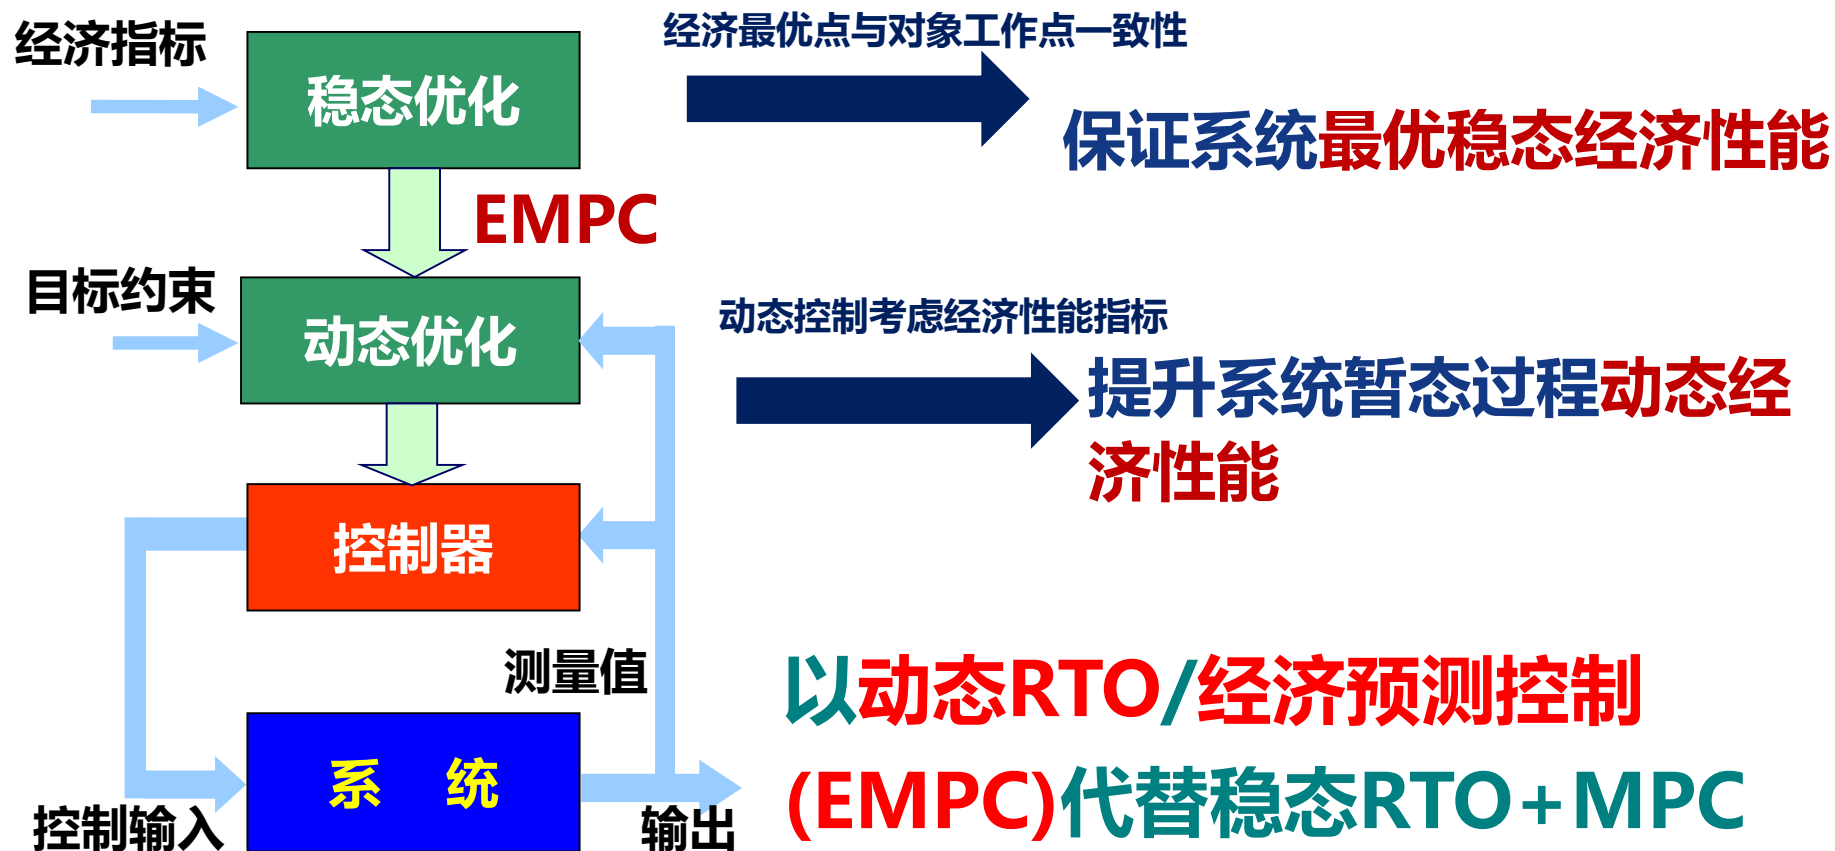 经济指标
稳态优化
经济最优点与对象工作点一致性
保证系统最优稳态经济性能
EMPC
目标约束
动态优化
动态控制考虑经济性能指标
提升系统暂态过程动态经
济性能
控制器
测量值
系 统
控制输入
输出
以动态RTO/经济预测控制
(EMPC)代替稳态RTO+MPC